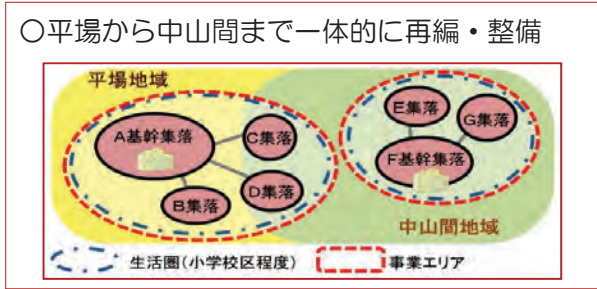 〇平場から中山間まで一体的に再編・整備
平場地域
A基幹集落
C集落
B集落
D集落
E集落
G集落
F基幹集落
中山間地域
生活圏(小学校区程度)
事業エリア